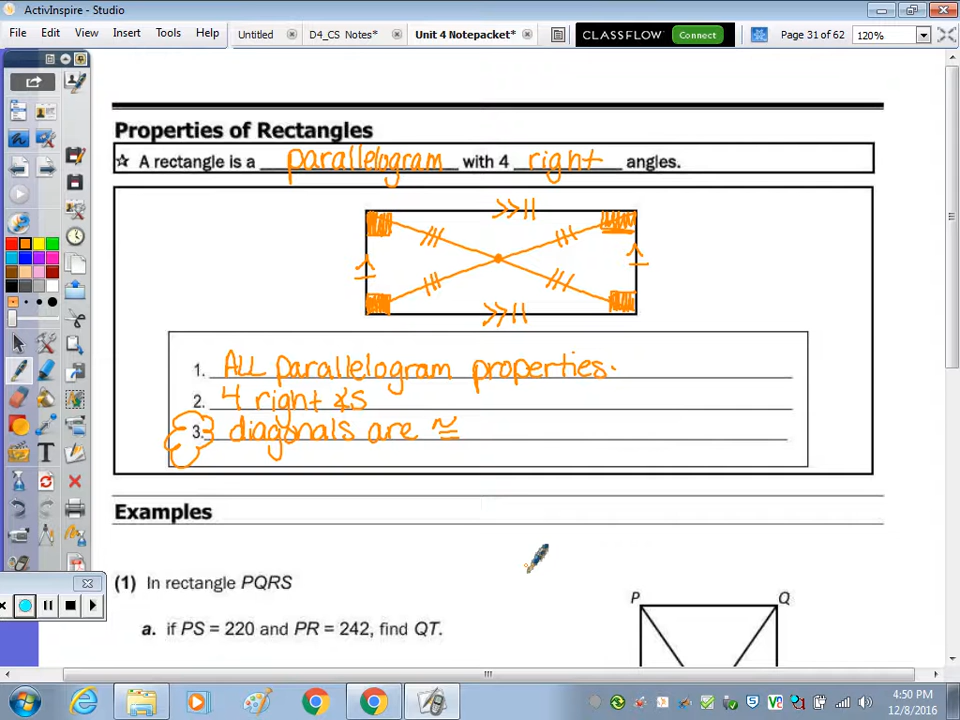 ActivInspire - Studio
File Edit View Insert Tools Help Untitled D4_CS Notes* Unit 4 Notepacket* CLASSFLOW Connect Page 31 of 62 120%
Properties of Rectangles
☆ A rectangle is a parallelogram with 4 right angles.
1. ALL parallelogram properties.
2. 4 right ∡s
3. diagonals are ≅
Examples
(1) In rectangle PQRS
P Q
a. if PS = 220 and PR = 242, find QT.
4:50 PM
12/8/2016